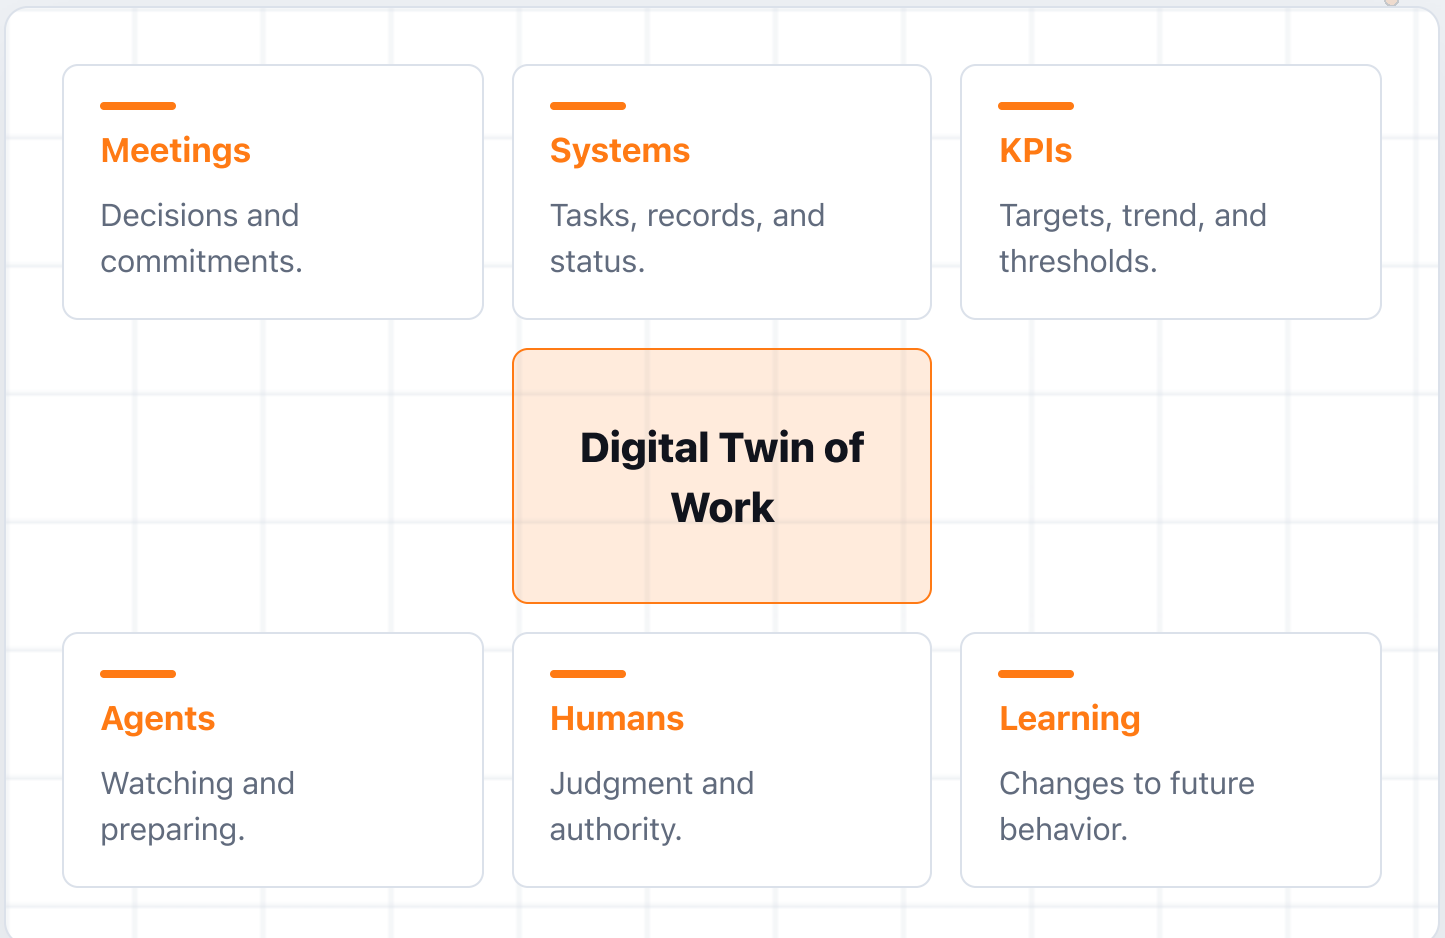 Meetings
Decisions and
commitments.
Systems
Tasks, records, and
status.
KPIs
Targets, trend, and
thresholds.
Digital Twin of
Work
Agents
Watching and
preparing.
Humans
Judgment and
authority.
Learning
Changes to future
behavior.